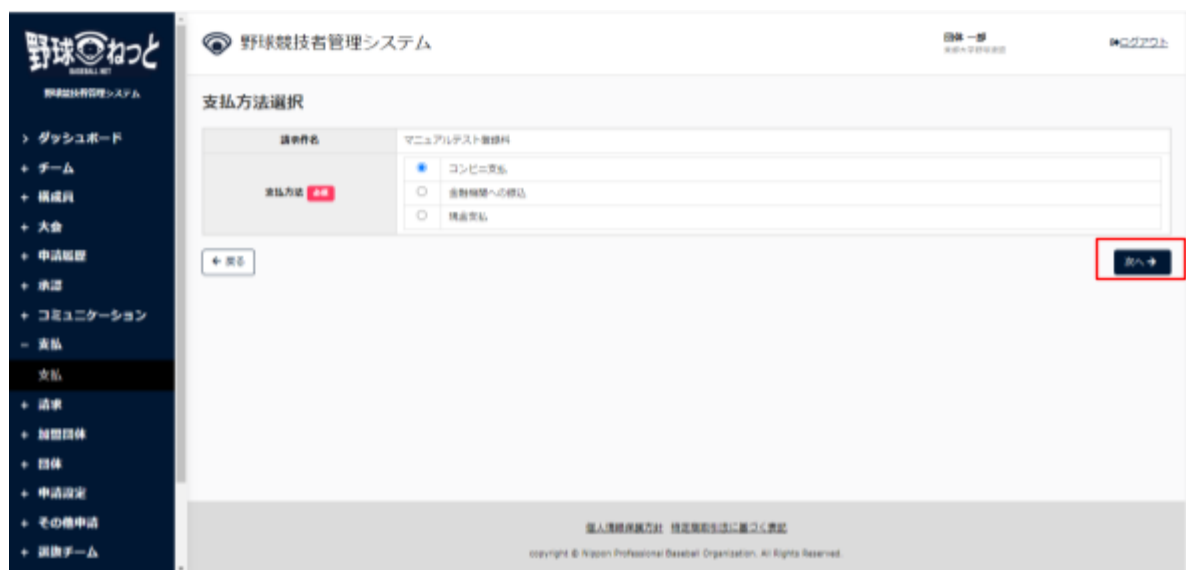 野球ねっと
BASEBALL NET
野球競技者管理システム
> ダッシュボード
+ チーム
+ 構成員
+ 大会
+ 申請履歴
+ 承認
+ コミュニケーション
− 支払
支払
+ 請求
+ 加盟団体
+ 団体
+ 申請設定
+ その他申請
+ 選抜チーム
野球競技者管理システム
団体 一郎
ログアウト
支払方法選択
請求件名
マニュアルテスト登録料
支払方法 必須
コンビニ支払
金融機関への振込
現金支払
← 戻る
次へ →
個人情報保護方針 特定商取引法に基づく表記
copyright © Nippon Professional Baseball Organization. All Rights Reserved.